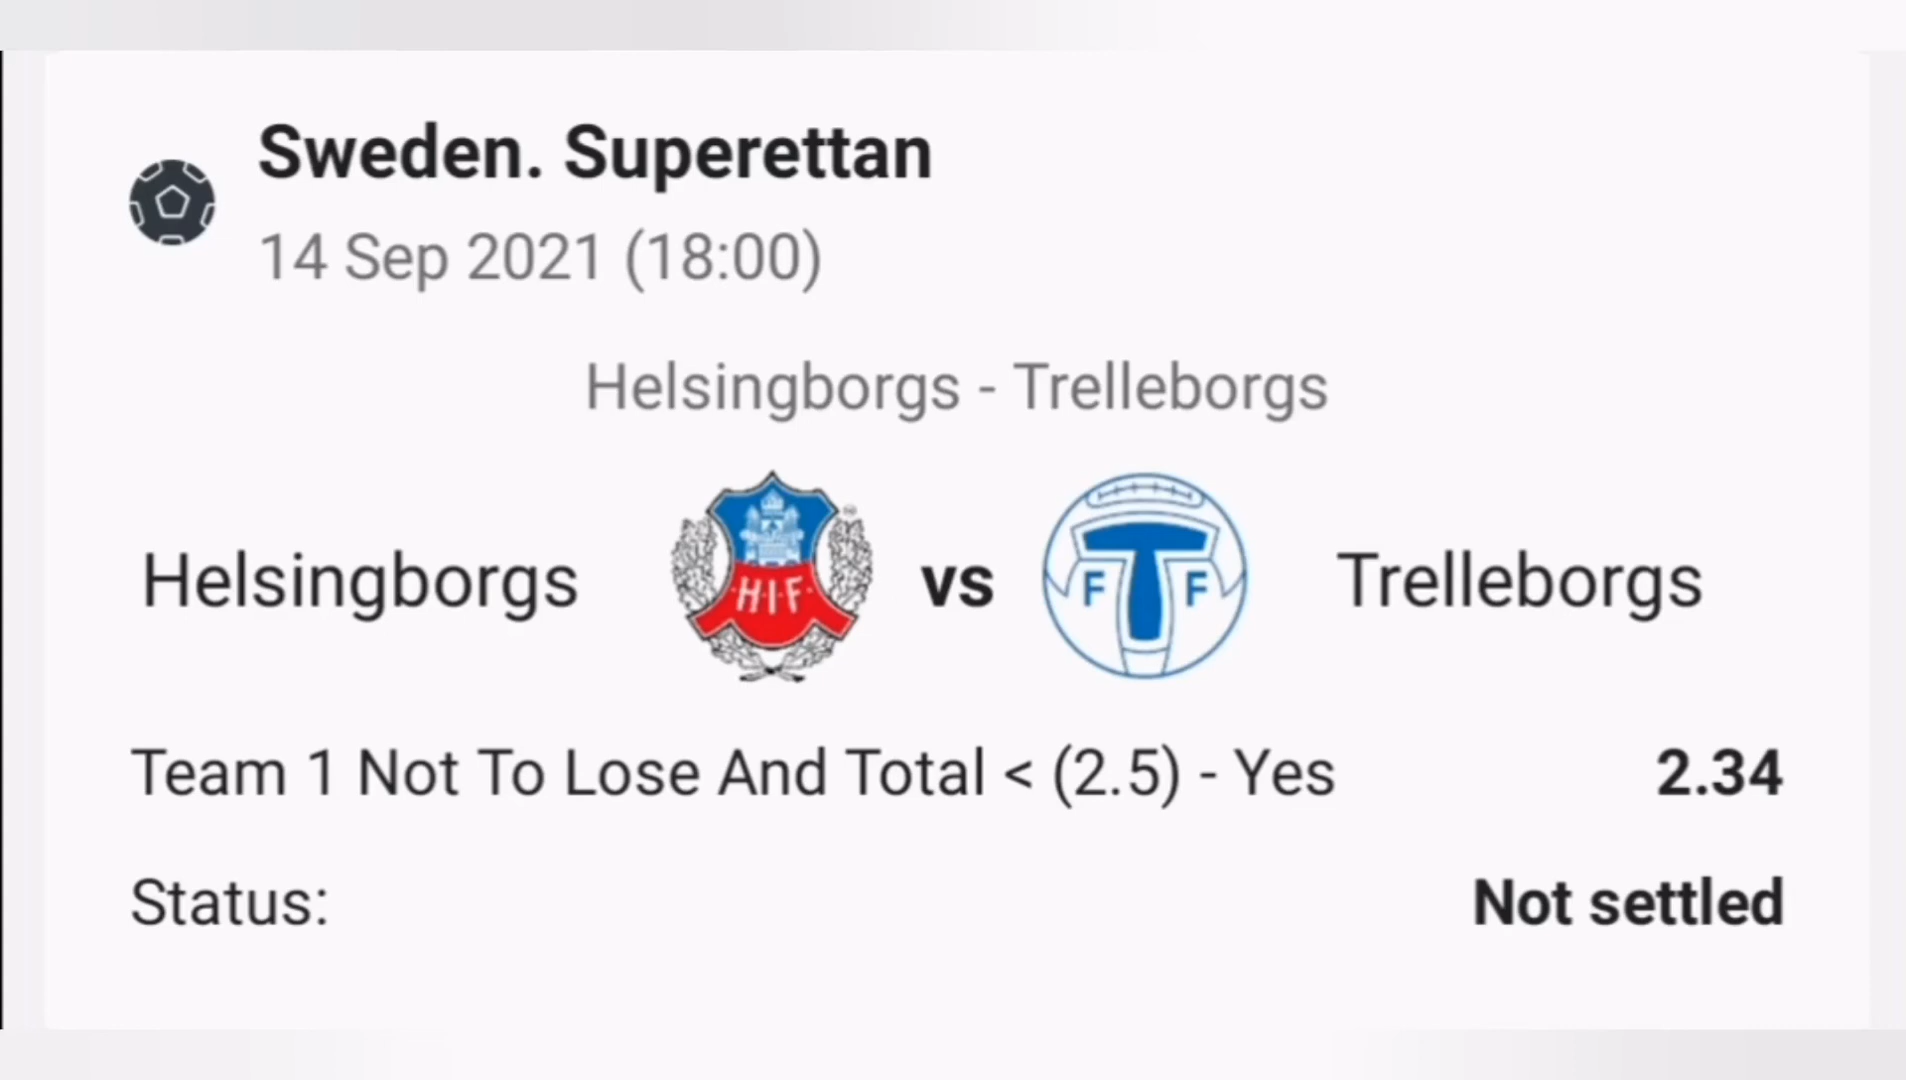 Sweden. Superettan
14 Sep 2021 (18:00)
Helsingborgs - Trelleborgs
Helsingborgs
H·I·F
vs
F T F
Trelleborgs
Team 1 Not To Lose And Total < (2.5) - Yes
2.34
Status:
Not settled